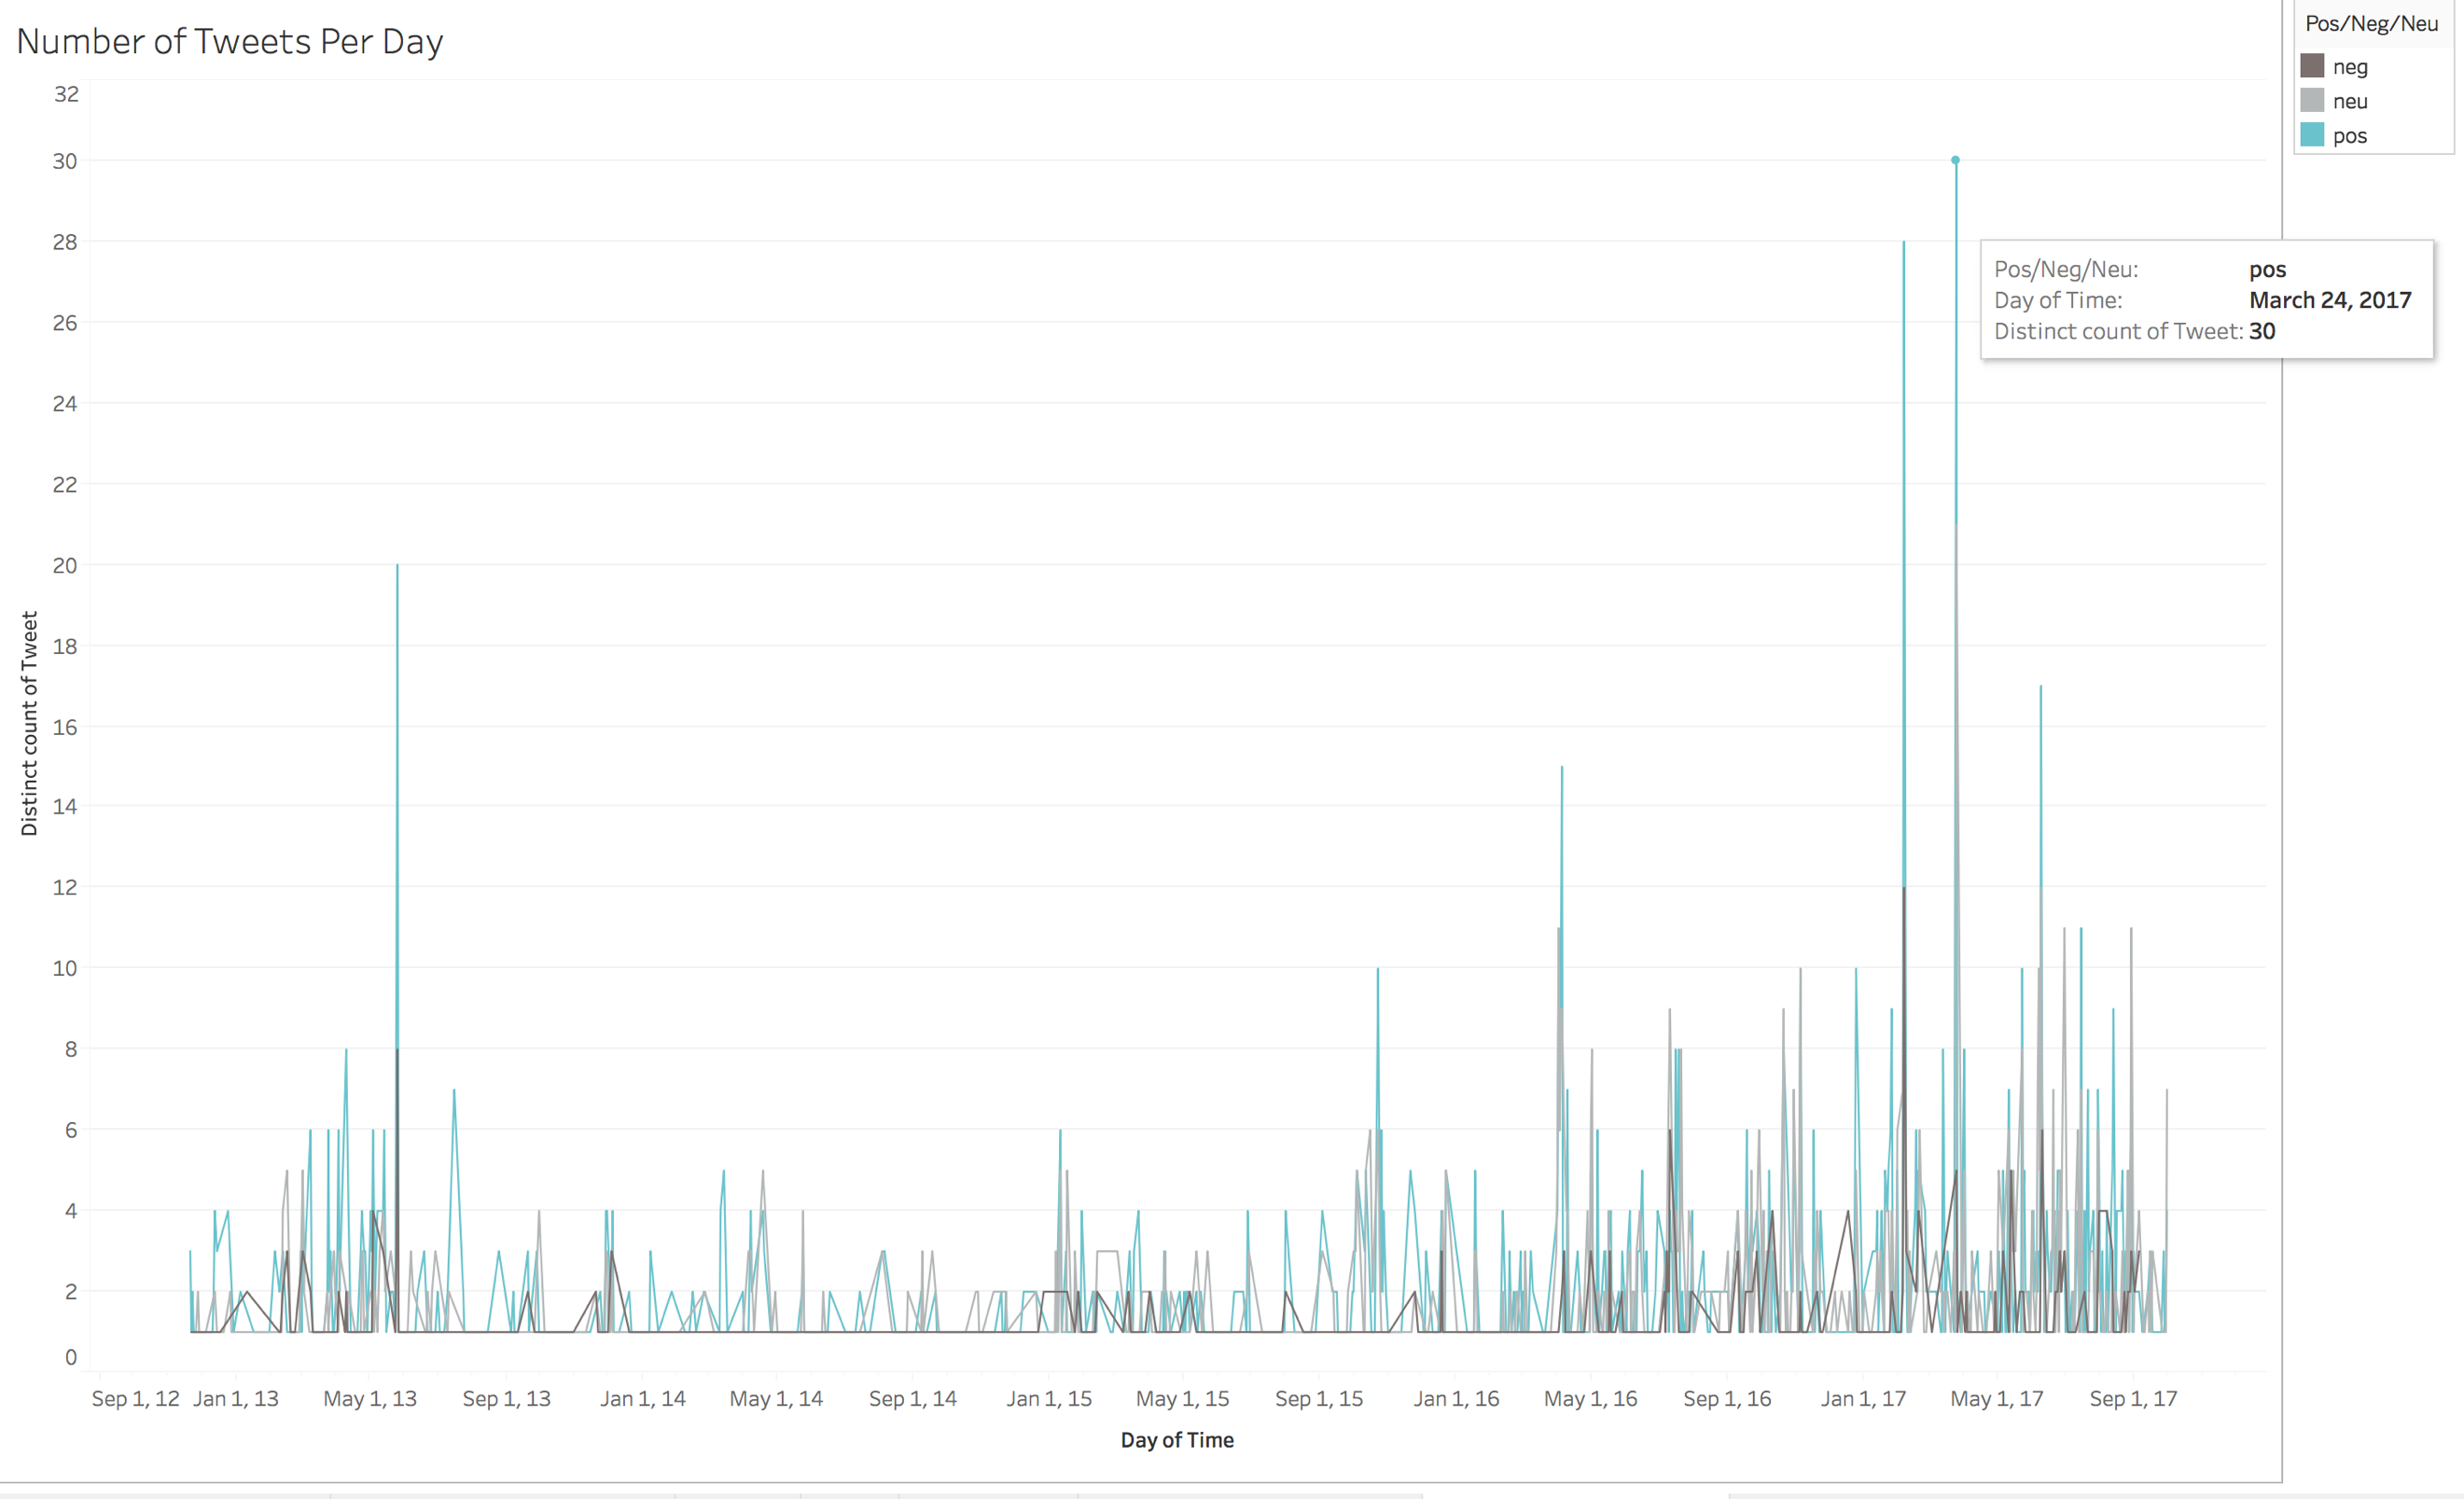 Number of Tweets Per Day
Pos/Neg/Neu
neg
neu
pos
32
30
28
26
24
22
20
18
16
14
12
10
8
6
4
2
0
Distinct count of Tweet
Pos/Neg/Neu: pos
Day of Time: March 24, 2017
Distinct count of Tweet: 30
Sep 1, 12 Jan 1, 13 May 1, 13 Sep 1, 13 Jan 1, 14 May 1, 14 Sep 1, 14 Jan 1, 15 May 1, 15 Sep 1, 15 Jan 1, 16 May 1, 16 Sep 1, 16 Jan 1, 17 May 1, 17 Sep 1, 17
Day of Time